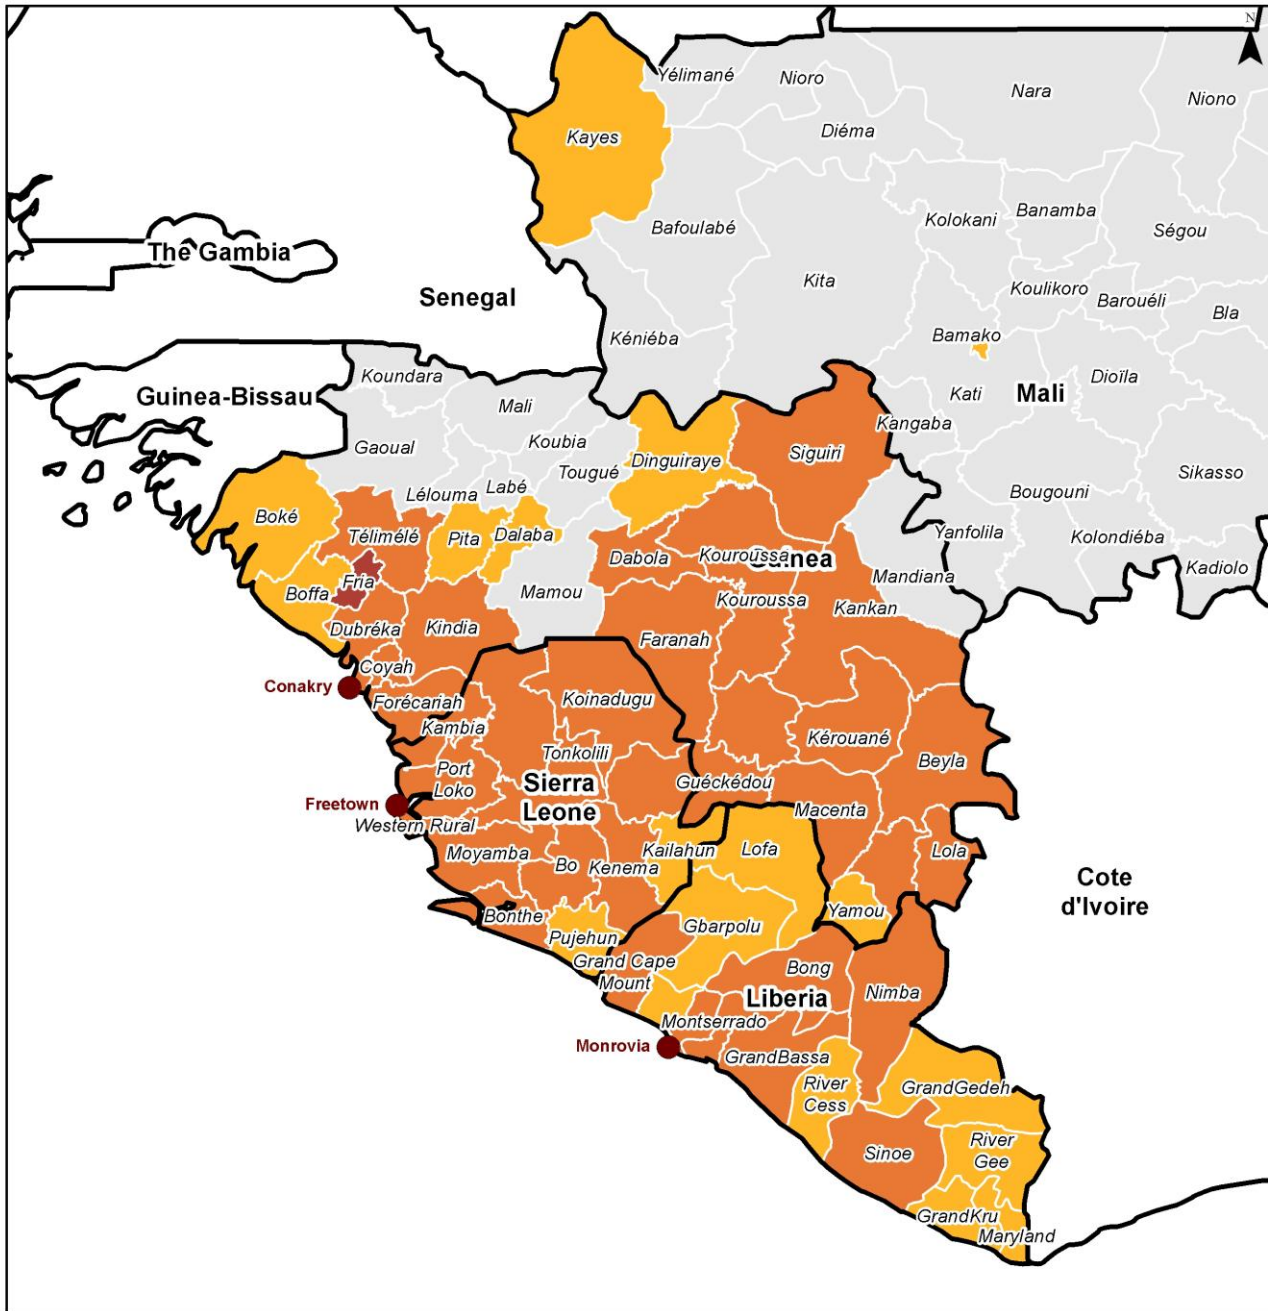 N
Yélimané
Nioro
Nara
Niono
Kayes
Diéma
Bafoulabé
Kolokani
Banamba
Ségou
The Gambia
Senegal
Kita
Koulikoro
Barouéli
Bla
Kéniéba
Bamako
Koundara
Guinea-Bissau
Mali
Kati
Mali
Dioïla
Gaoual
Koubia
Kangaba
Dinguiraye
Siguiri
Tougué
Sikasso
Lélouma
Labé
Bougouni
Boké
Télimélé
Pita
Dalaba
Yanfolila
Kolondiéba
Kadiolo
Dabola
Kouroussa
Guinea
Fria
Boffa
Mamou
Mandiana
Kouroussa
Kankan
Dubréka
Kindia
Faranah
Coyah
Conakry
Forécariah
Koinadugu
Kambia
Kérouané
Tonkolili
Beyla
Port
Loko
Sierra
Leone
Guéckédou
Freetown
Macenta
Western Rural
Moyamba
Bo
Kenema
Kailahun
Lofa
Lola
Cote
d'Ivoire
Bonthe
Yamou
Pujehun
Gbarpolu
Grand Cape
Mount
Bong
Nimba
Liberia
Montserrado
Monrovia
GrandBassa
River
Cess
GrandGedeh
Sinoe
River
Gee
GrandKru
Maryland